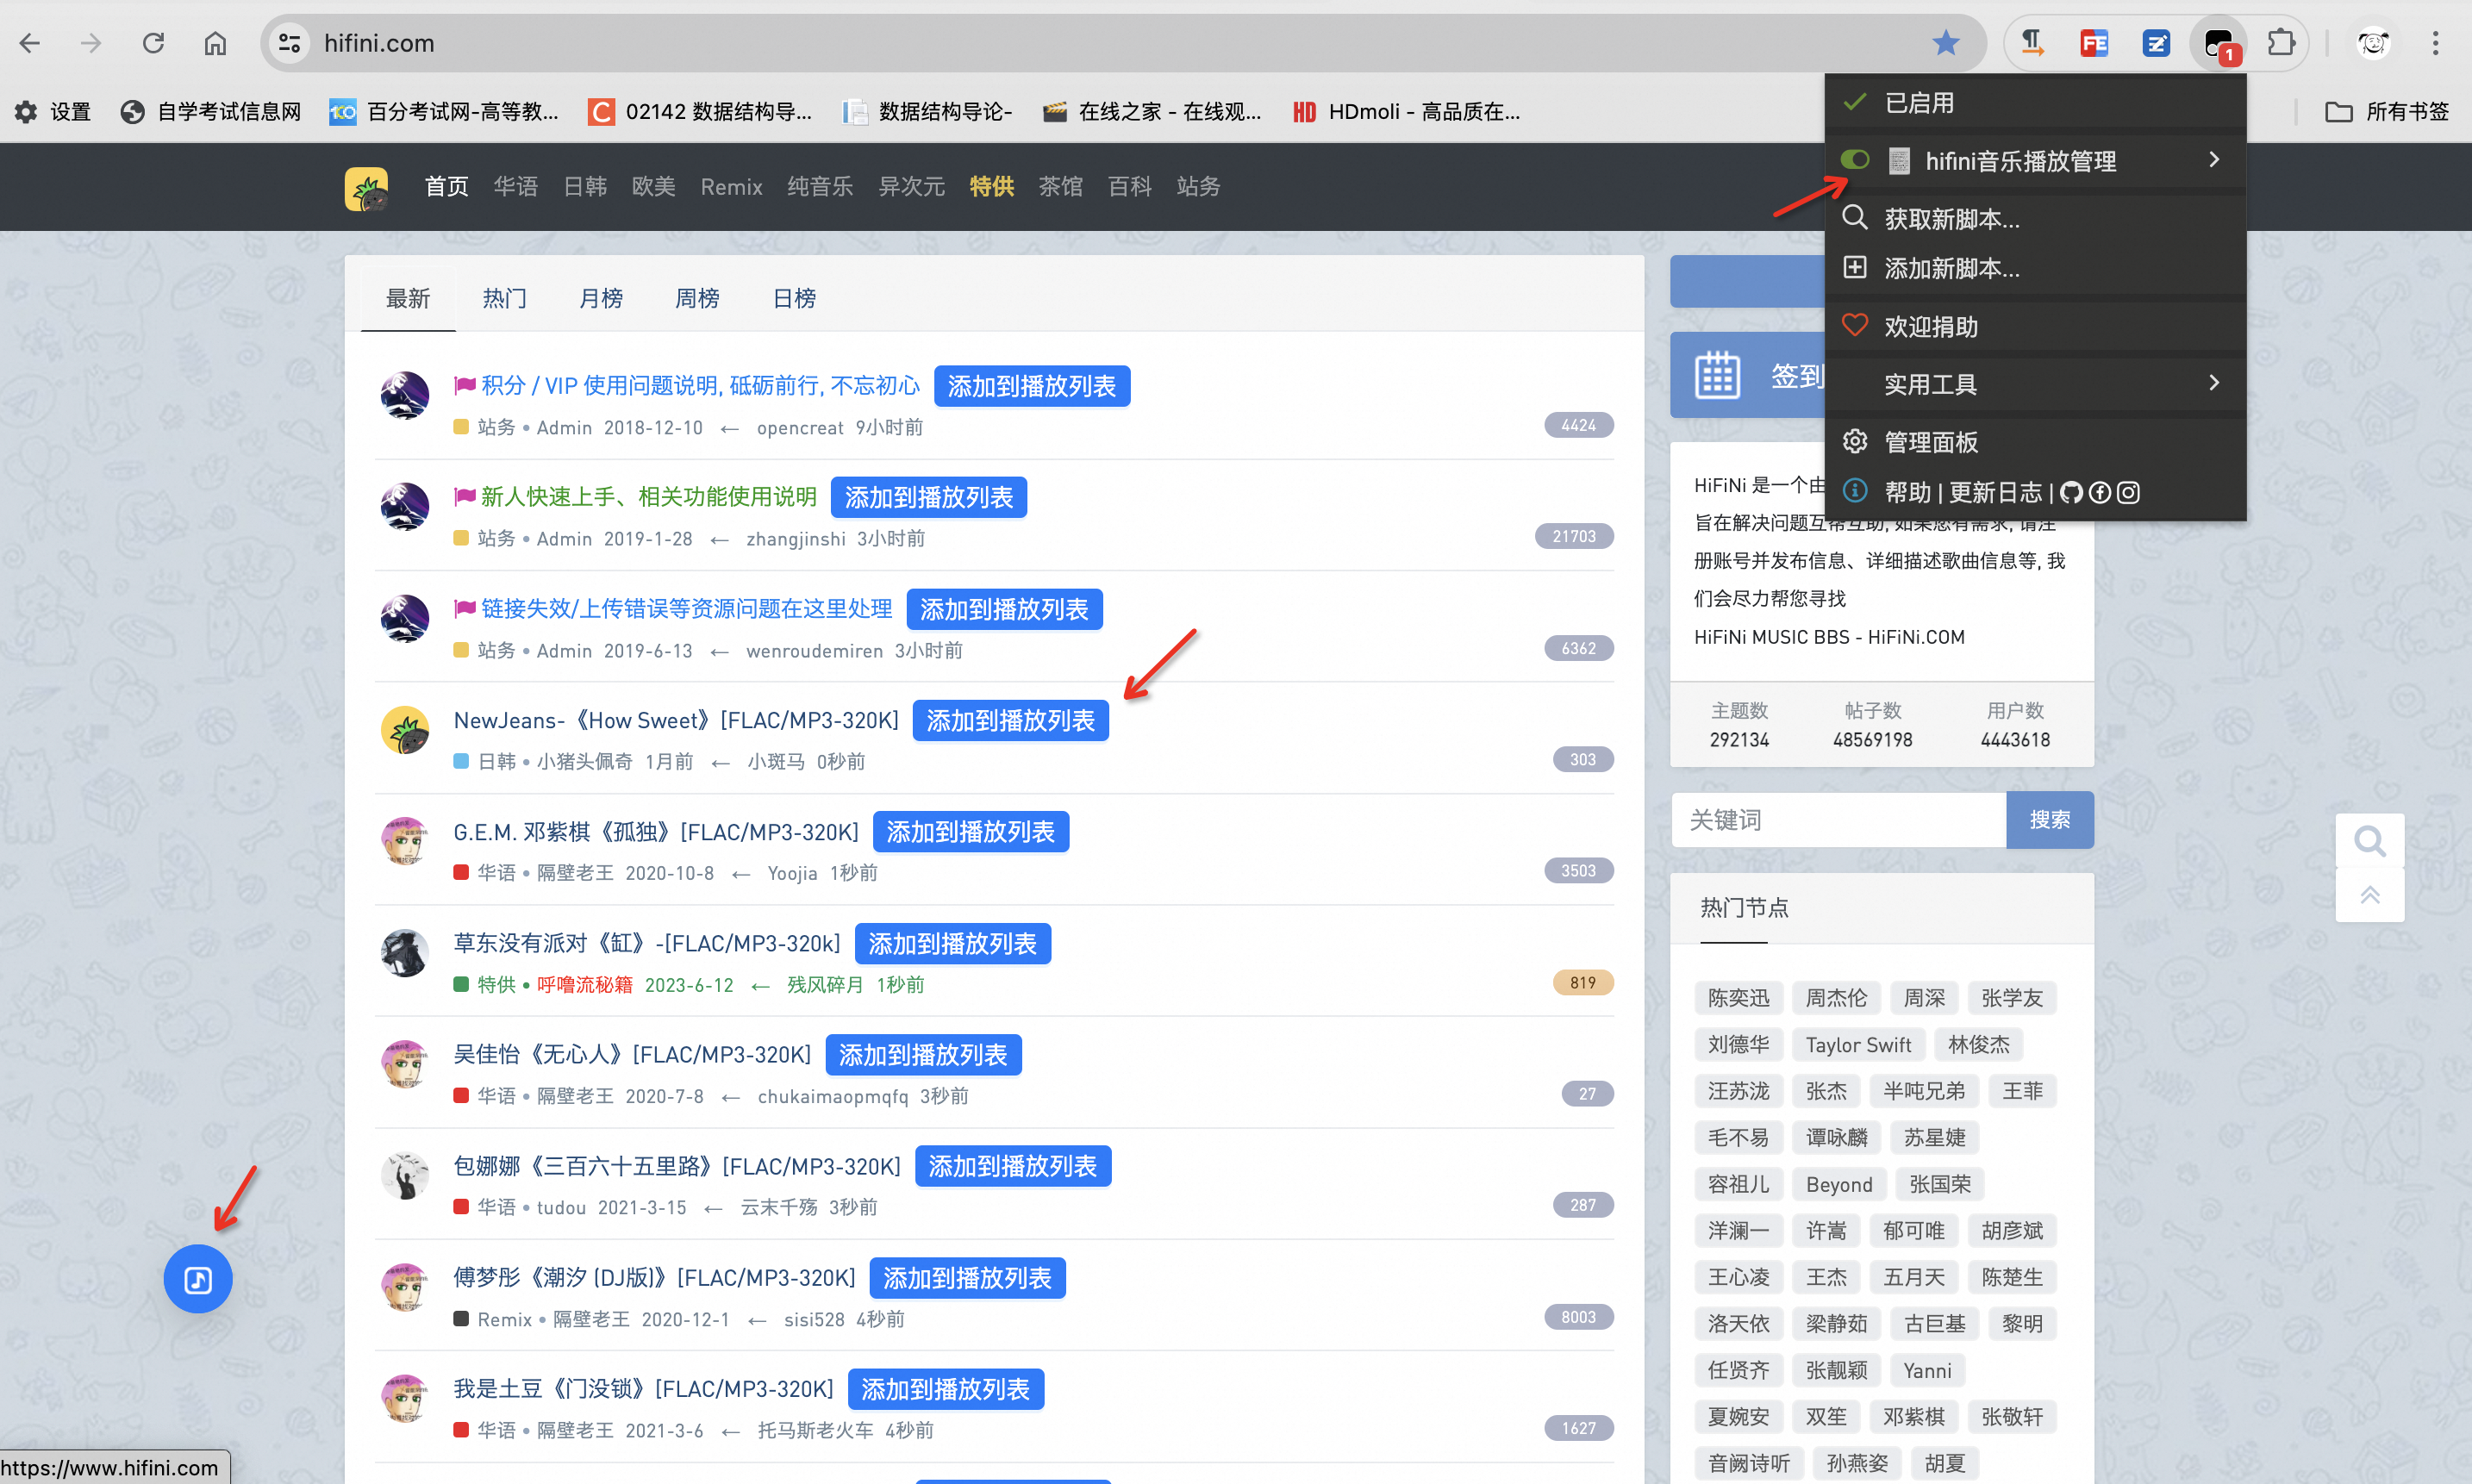 hifini.com
1
设置
自学考试信息网
百分考试网-高等教...
02142 数据结构导...
数据结构导论-
在线之家 - 在线观...
HDmoli - 高品质在...
所有书签
首页 华语 日韩 欧美 Remix 纯音乐 异次元 特供 茶馆 百科 站务
已启用
hifini音乐播放管理
获取新脚本...
添加新脚本...
欢迎捐助
实用工具
管理面板
帮助 | 更新日志 |
最新 热门 月榜 周榜 日榜
积分 / VIP 使用问题说明, 砥砺前行, 不忘初心 添加到播放列表
站务 • Admin 2018-12-10 ← opencreat 9小时前 4424
新人快速上手、相关功能使用说明 添加到播放列表
站务 • Admin 2019-1-28 ← zhangjinshi 3小时前 21703
链接失效/上传错误等资源问题在这里处理 添加到播放列表
站务 • Admin 2019-6-13 ← wenroudemiren 3小时前 6362
NewJeans-《How Sweet》[FLAC/MP3-320K] 添加到播放列表
日韩 • 小猪头佩奇 1月前 ← 小斑马 0秒前 303
G.E.M. 邓紫棋《孤独》[FLAC/MP3-320K] 添加到播放列表
华语 • 隔壁老王 2020-10-8 ← Yoojia 1秒前 3503
草东没有派对《缸》-[FLAC/MP3-320k] 添加到播放列表
特供 • 呼噜流秘籍 2023-6-12 ← 残风碎月 1秒前 819
吴佳怡《无心人》[FLAC/MP3-320K] 添加到播放列表
华语 • 隔壁老王 2020-7-8 ← chukaimaopmqfq 3秒前 27
包娜娜《三百六十五里路》[FLAC/MP3-320K] 添加到播放列表
华语 • tudou 2021-3-15 ← 云末千殇 3秒前 287
傅梦彤《潮汐 (DJ版)》[FLAC/MP3-320K] 添加到播放列表
Remix • 隔壁老王 2020-12-1 ← sisi528 4秒前 8003
我是土豆《门没锁》[FLAC/MP3-320K] 添加到播放列表
华语 • 隔壁老王 2021-3-6 ← 托马斯老火车 4秒前 1627
签到
HiFiNi 是一个由
旨在解决问题互帮互助, 如果您有需求, 请注
册账号并发布信息、详细描述歌曲信息等, 我
们会尽力帮您寻找
HiFiNi MUSIC BBS - HiFiNi.COM
主题数 帖子数 用户数
292134 48569198 4443618
关键词 搜索
热门节点
陈奕迅 周杰伦 周深 张学友
刘德华 Taylor Swift 林俊杰
汪苏泷 张杰 半吨兄弟 王菲
毛不易 谭咏麟 苏星婕
容祖儿 Beyond 张国荣
洋澜一 许嵩 郁可唯 胡彦斌
王心凌 王杰 五月天 陈楚生
洛天依 梁静茹 古巨基 黎明
任贤齐 张靓颖 Yanni
夏婉安 双笙 邓紫棋 张敬轩
音阙诗听 孙燕姿 胡夏
https://www.hifini.com